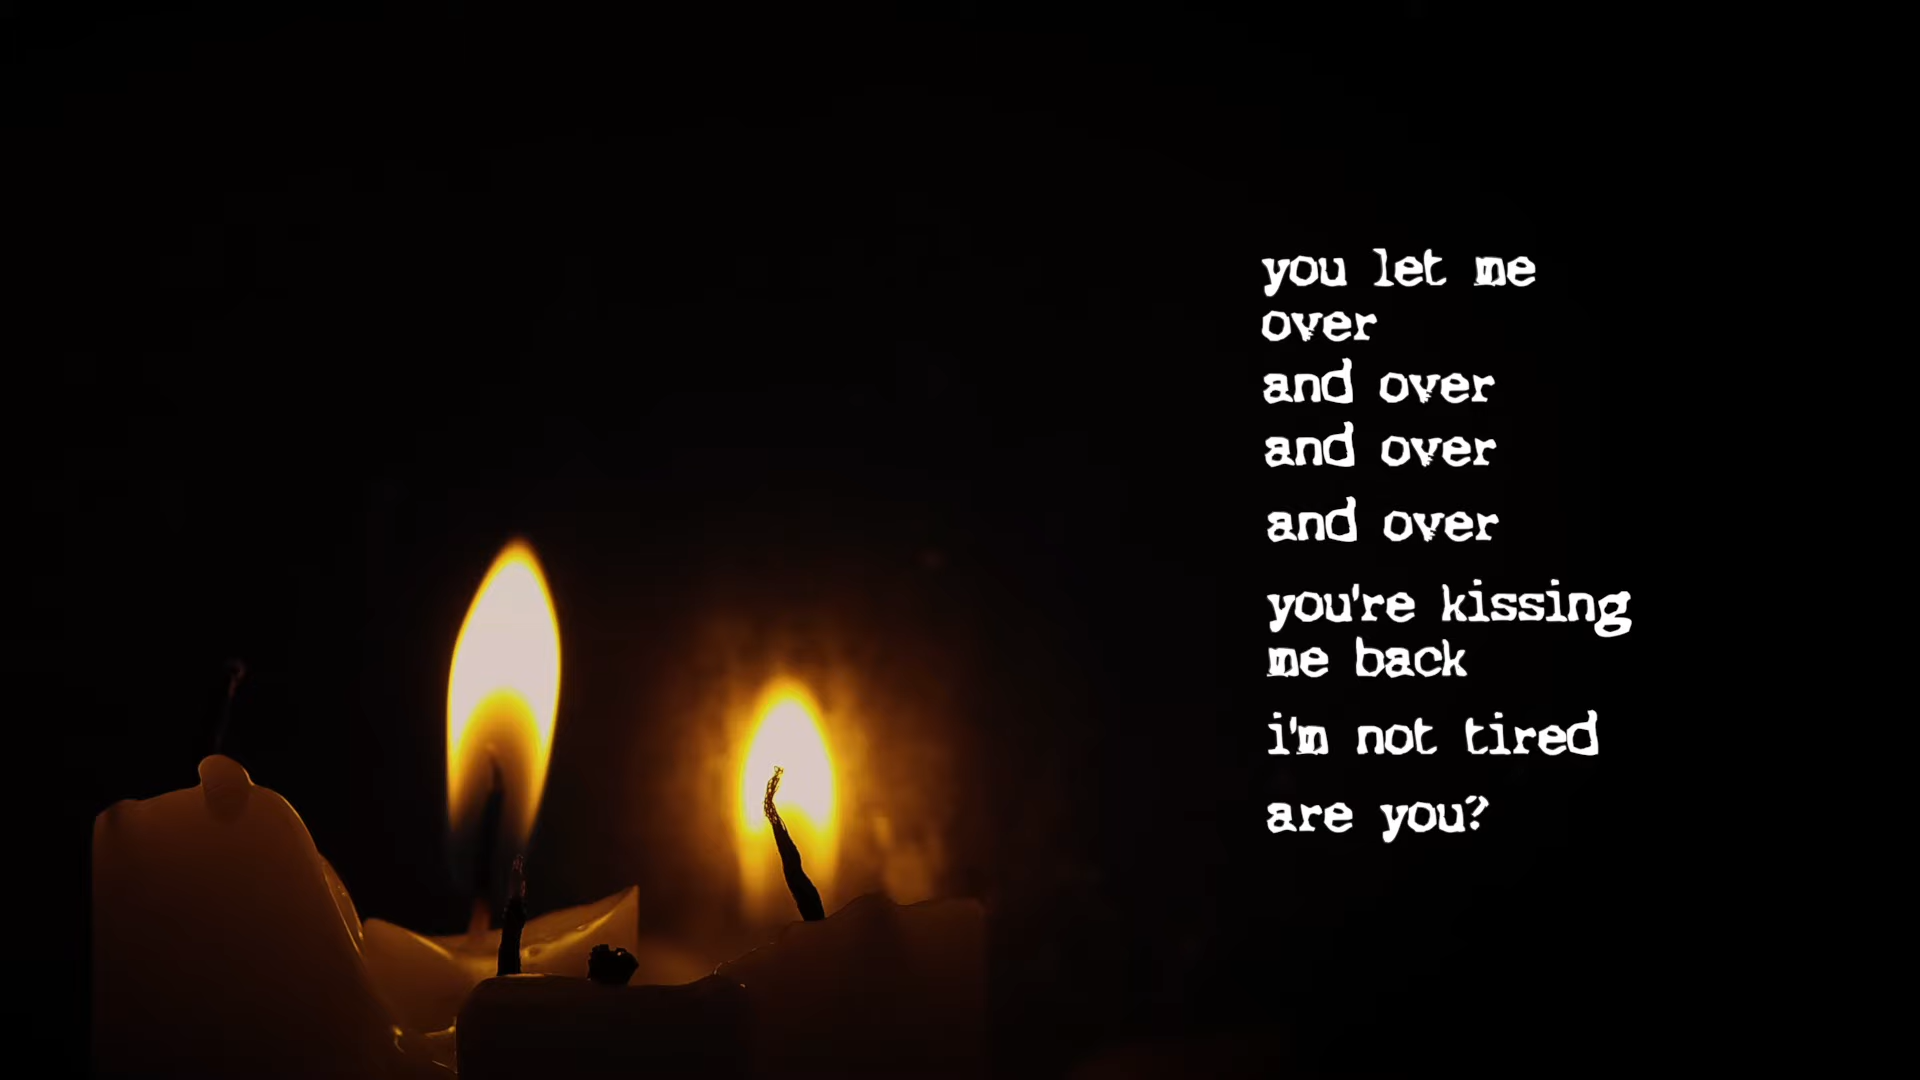 you let me
over
and over
and over
and over
you're kissing
me back
i'm not tired
are you?